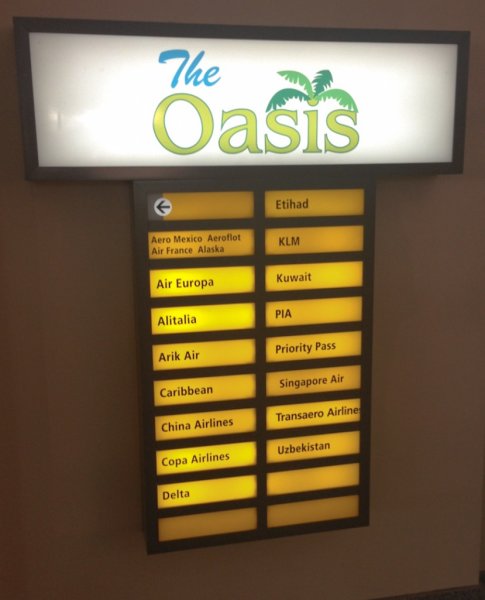 The
Oasis
Aero Mexico Aeroflot
Air France Alaska
Air Europa
Alitalia
Arik Air
Caribbean
China Airlines
Copa Airlines
Delta
Etihad
KLM
Kuwait
PIA
Priority Pass
Singapore Air
Transaero Airlines
Uzbekistan